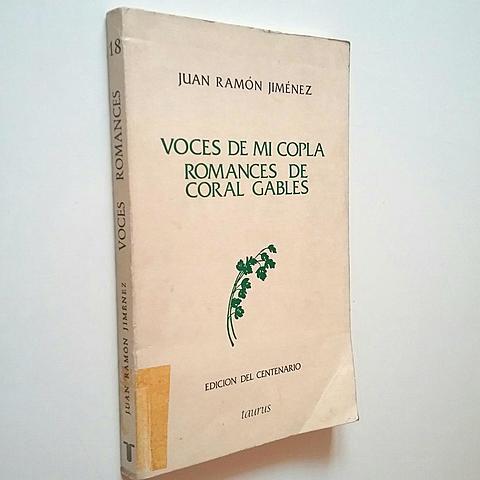 JUAN RAMÓN JIMÉNEZ
VOCES DE MI COPLA
ROMANCES DE
CORAL GABLES
EDICION DEL CENTENARIO
taurus
18
VOCES ROMANCES
JUAN RAMÓN JIMÉNEZ
T